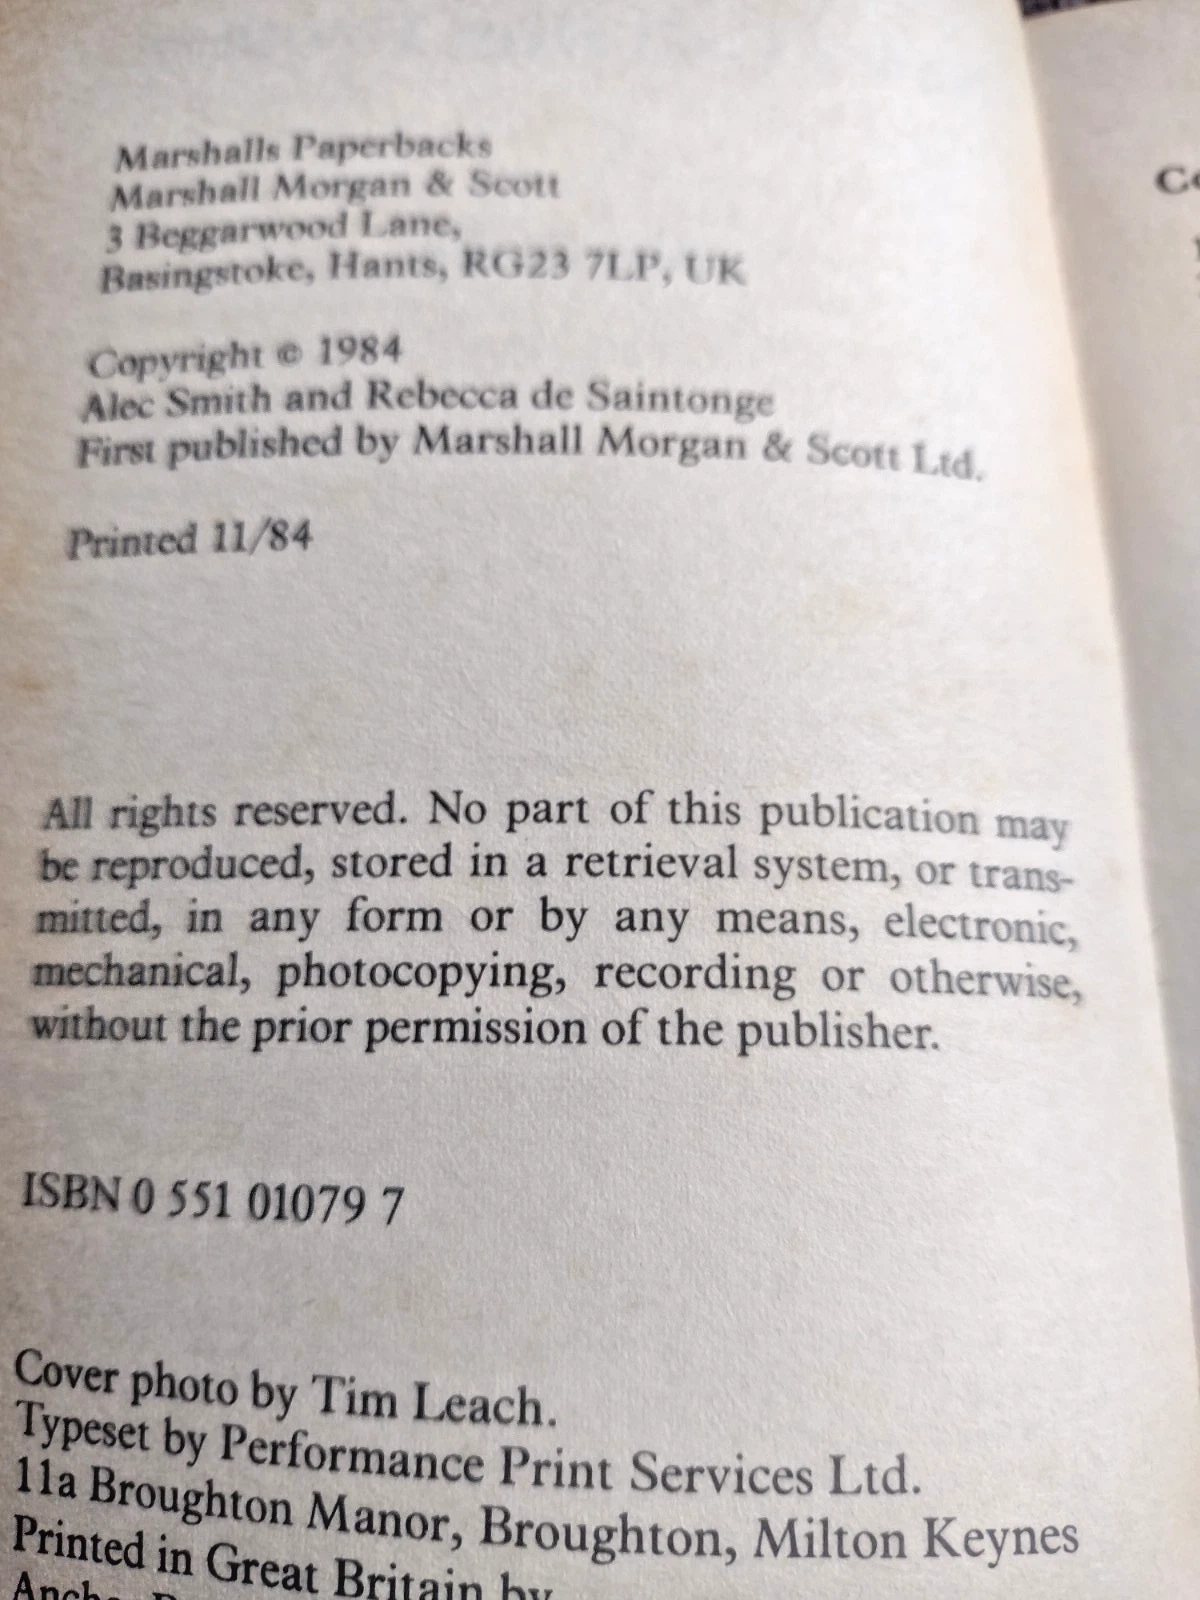 Marshalls Paperbacks
Marshall Morgan & Scott
3 Beggarwood Lane,
Basingstoke, Hants, RG23 7LP, UK
Copyright © 1984
Alec Smith and Rebecca de Saintonge
First published by Marshall Morgan & Scott Ltd.
Printed 11/84
All rights reserved. No part of this publication may
be reproduced, stored in a retrieval system, or trans-
mitted, in any form or by any means, electronic,
mechanical, photocopying, recording or otherwise,
without the prior permission of the publisher.
ISBN 0 551 01079 7
Cover photo by Tim Leach.
Typeset by Performance Print Services Ltd.
11a Broughton Manor, Broughton, Milton Keynes
Printed in Great Britain by